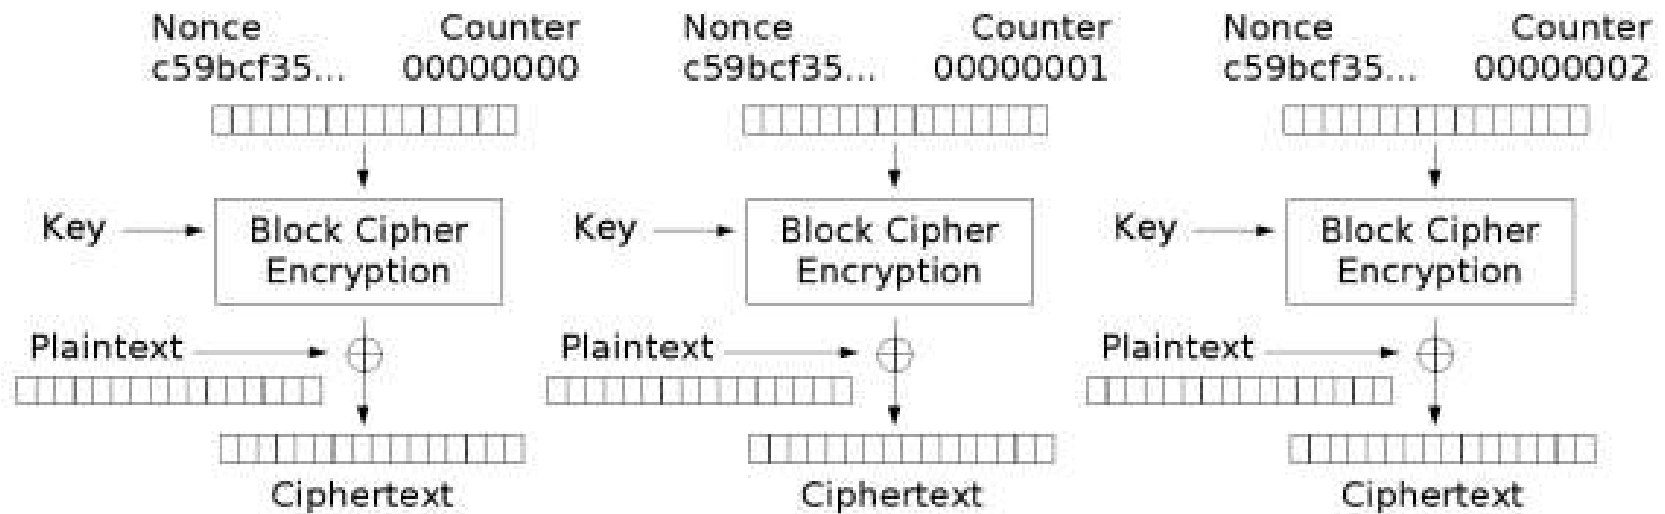 Nonce Counter Nonce Counter Nonce Counter
c59bcf35... 00000000 c59bcf35... 00000001 c59bcf35... 00000002
Key Block Cipher Key Block Cipher Key Block Cipher
Encryption Encryption Encryption
Plaintext Plaintext Plaintext
Ciphertext Ciphertext Ciphertext